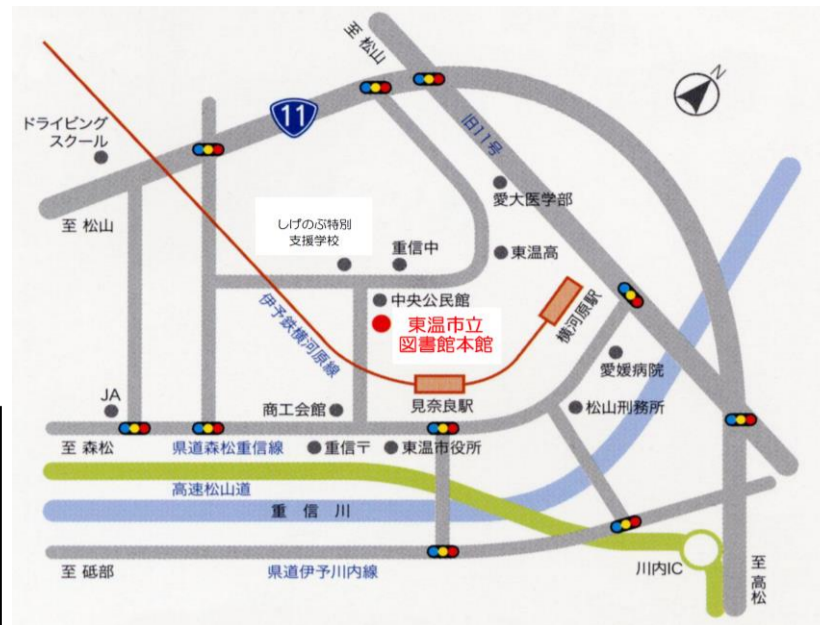 至 松山
N
11
旧11号
ドライビング
スクール
愛大医学部
至 松山
しげのぶ特別
支援学校
重信中
東温高
中央公民館
東温市立
図書館本館
伊予鉄横河原線
横河原駅
愛媛病院
見奈良駅
JA
商工会館
松山刑務所
至 森松
県道森松重信線
重信〒
東温市役所
高速松山道
重信川
川内IC
至 高松
至 砥部
県道伊予川内線